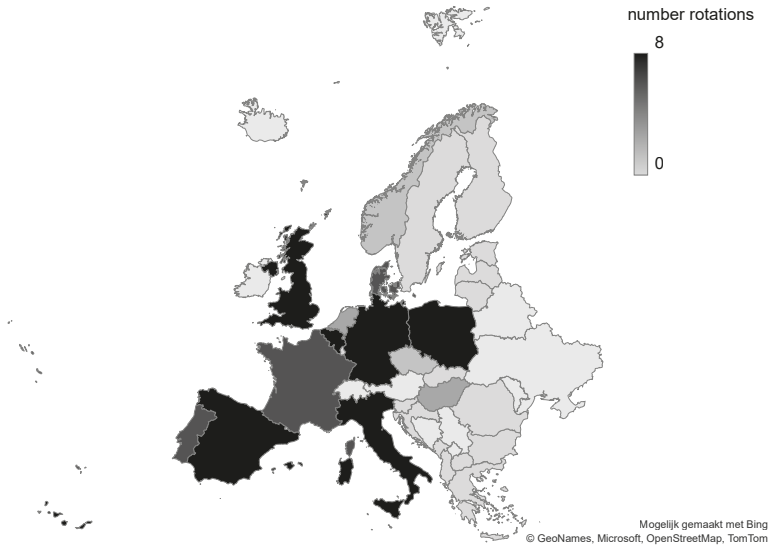 number rotations
8
0
Mogelijk gemaakt met Bing
© GeoNames, Microsoft, OpenStreetMap, TomTom